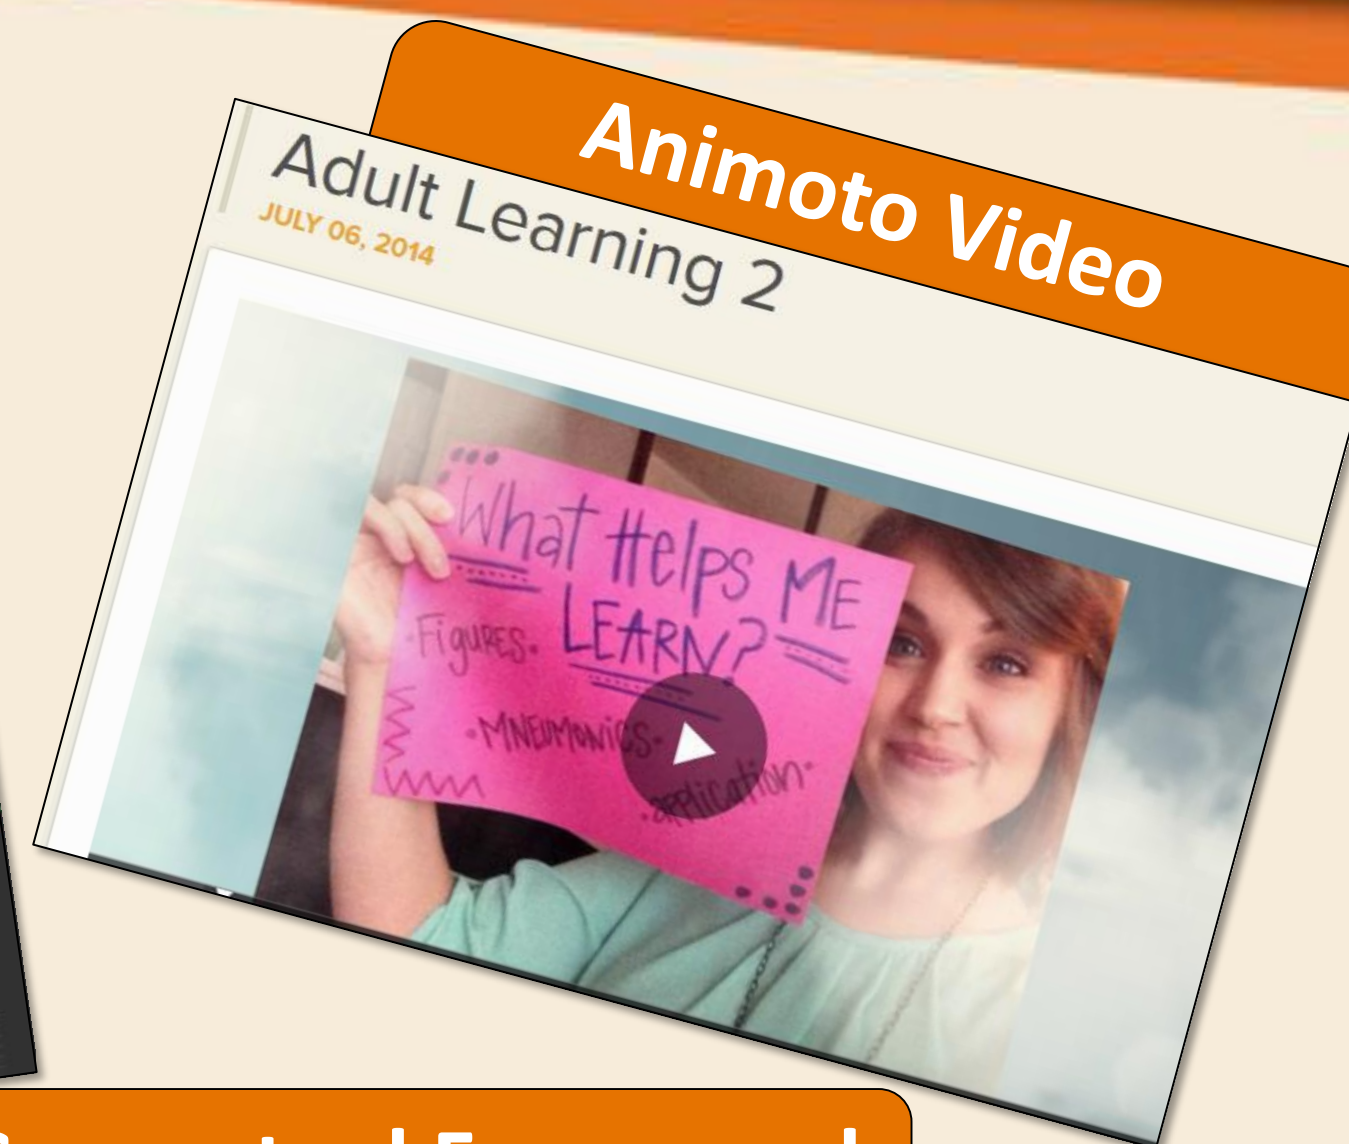 Animoto Video
Adult Learning 2
JULY 06, 2014
What Helps ME
LEARN?
•Figures•
•MNEUMONiCS•
•application•